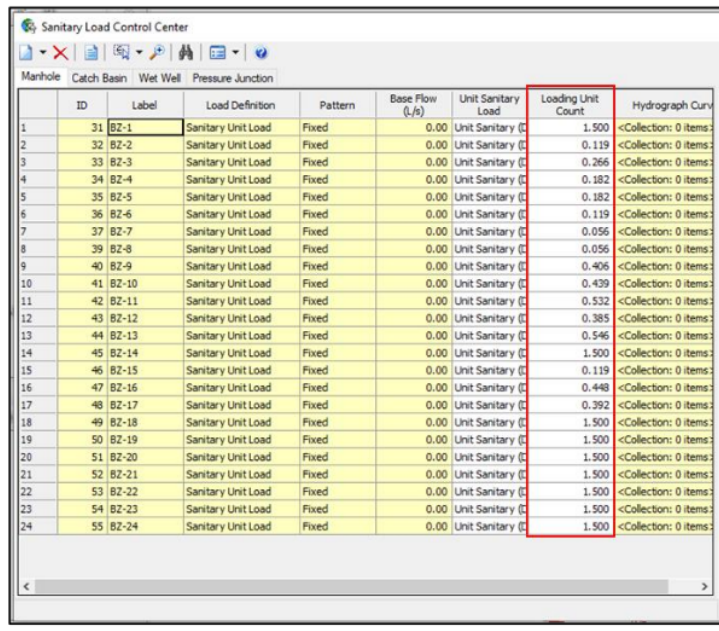 Sanitary Load Control Center
Manhole Catch Basin Wet Well Pressure Junction
ID Label Load Definition Pattern Base Flow (L/s) Unit Sanitary Load Loading Unit Count Hydrograph Curv
1 31 BZ-1 Sanitary Unit Load Fixed 0.00 Unit Sanitary (D 1.500 <Collection: 0 items>
2 32 BZ-2 Sanitary Unit Load Fixed 0.00 Unit Sanitary (D 0.119 <Collection: 0 items>
3 33 BZ-3 Sanitary Unit Load Fixed 0.00 Unit Sanitary (D 0.266 <Collection: 0 items>
4 34 BZ-4 Sanitary Unit Load Fixed 0.00 Unit Sanitary (D 0.182 <Collection: 0 items>
5 35 BZ-5 Sanitary Unit Load Fixed 0.00 Unit Sanitary (D 0.182 <Collection: 0 items>
6 36 BZ-6 Sanitary Unit Load Fixed 0.00 Unit Sanitary (D 0.119 <Collection: 0 items>
7 37 BZ-7 Sanitary Unit Load Fixed 0.00 Unit Sanitary (D 0.056 <Collection: 0 items>
8 39 BZ-8 Sanitary Unit Load Fixed 0.00 Unit Sanitary (D 0.056 <Collection: 0 items>
9 40 BZ-9 Sanitary Unit Load Fixed 0.00 Unit Sanitary (D 0.406 <Collection: 0 items>
10 41 BZ-10 Sanitary Unit Load Fixed 0.00 Unit Sanitary (D 0.439 <Collection: 0 items>
11 42 BZ-11 Sanitary Unit Load Fixed 0.00 Unit Sanitary (D 0.532 <Collection: 0 items>
12 43 BZ-12 Sanitary Unit Load Fixed 0.00 Unit Sanitary (D 0.385 <Collection: 0 items>
13 44 BZ-13 Sanitary Unit Load Fixed 0.00 Unit Sanitary (D 0.546 <Collection: 0 items>
14 45 BZ-14 Sanitary Unit Load Fixed 0.00 Unit Sanitary (D 1.500 <Collection: 0 items>
15 46 BZ-15 Sanitary Unit Load Fixed 0.00 Unit Sanitary (D 0.119 <Collection: 0 items>
16 47 BZ-16 Sanitary Unit Load Fixed 0.00 Unit Sanitary (D 0.448 <Collection: 0 items>
17 48 BZ-17 Sanitary Unit Load Fixed 0.00 Unit Sanitary (D 0.392 <Collection: 0 items>
18 49 BZ-18 Sanitary Unit Load Fixed 0.00 Unit Sanitary (D 1.500 <Collection: 0 items>
19 50 BZ-19 Sanitary Unit Load Fixed 0.00 Unit Sanitary (D 1.500 <Collection: 0 items>
20 51 BZ-20 Sanitary Unit Load Fixed 0.00 Unit Sanitary (D 1.500 <Collection: 0 items>
21 52 BZ-21 Sanitary Unit Load Fixed 0.00 Unit Sanitary (D 1.500 <Collection: 0 items>
22 53 BZ-22 Sanitary Unit Load Fixed 0.00 Unit Sanitary (D 1.500 <Collection: 0 items>
23 54 BZ-23 Sanitary Unit Load Fixed 0.00 Unit Sanitary (D 1.500 <Collection: 0 items>
24 55 BZ-24 Sanitary Unit Load Fixed 0.00 Unit Sanitary (D 1.500 <Collection: 0 items>